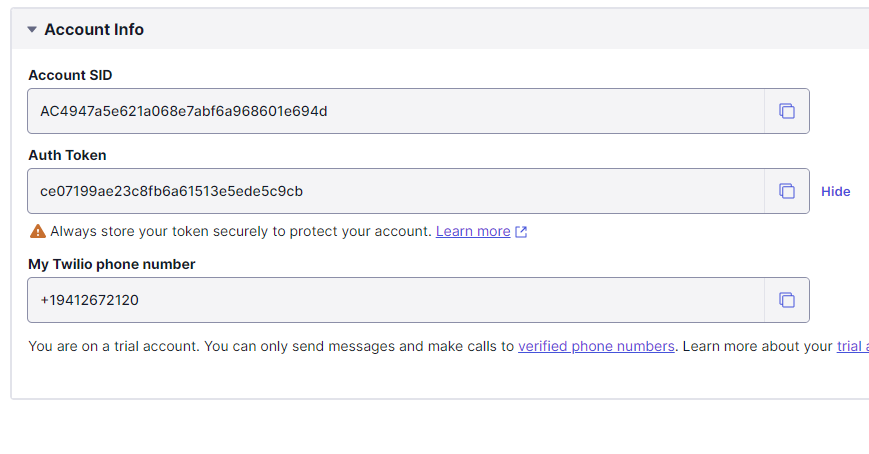 Account Info
Account SID
AC4947a5e621a068e7abf6a968601e694d
Auth Token
ce07199ae23c8fb6a61513e5ede5c9cb
Hide
Always store your token securely to protect your account. Learn more
My Twilio phone number
+19412672120
You are on a trial account. You can only send messages and make calls to verified phone numbers. Learn more about your trial a